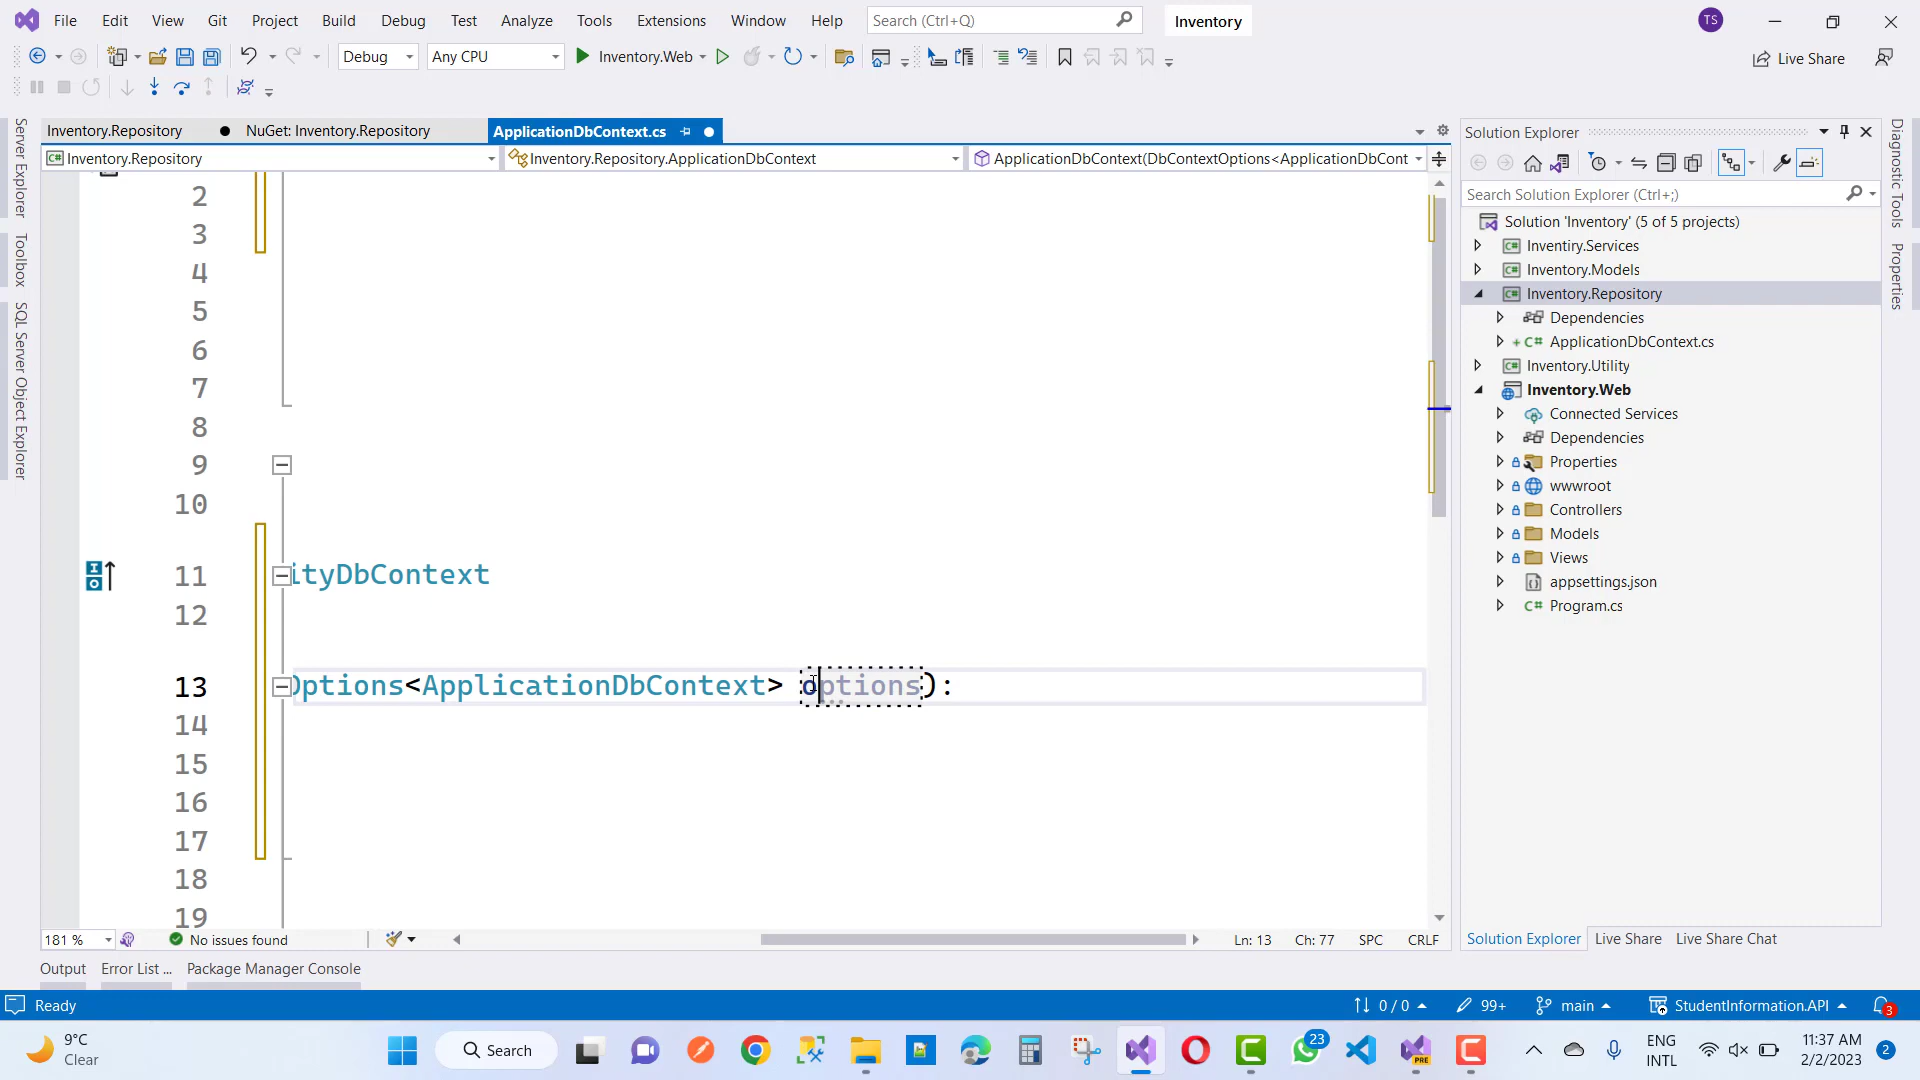 File Edit View Git Project Build Debug Test Analyze Tools Extensions Window Help Search (Ctrl+Q) Inventory TS
Debug Any CPU Inventory.Web Live Share
Inventory.Repository NuGet: Inventory.Repository ApplicationDbContext.cs
Inventory.Repository Inventory.Repository.ApplicationDbContext ApplicationDbContext(DbContextOptions<ApplicationDbCont
Server Explorer
Toolbox
SQL Server Object Explorer
2
3
4
5
6
7
8
9
10
11 ityDbContext
12
13 Options<ApplicationDbContext> options):
14
15
16
17
18
19
181 % No issues found Ln: 13 Ch: 77 SPC CRLF
Solution Explorer
Search Solution Explorer (Ctrl+;)
Solution 'Inventory' (5 of 5 projects)
Inventiry.Services
Inventory.Models
Inventory.Repository
Dependencies
ApplicationDbContext.cs
Inventory.Utility
Inventory.Web
Connected Services
Dependencies
Properties
wwwroot
Controllers
Models
Views
appsettings.json
Program.cs
Solution Explorer Live Share Live Share Chat
Diagnostic Tools
Properties
Output Error List ... Package Manager Console
Ready 0 / 0 99+ main StudentInformation.API 3
9°C
Clear
Search
23
PRE
ENG
INTL
11:37 AM
2/2/2023
2